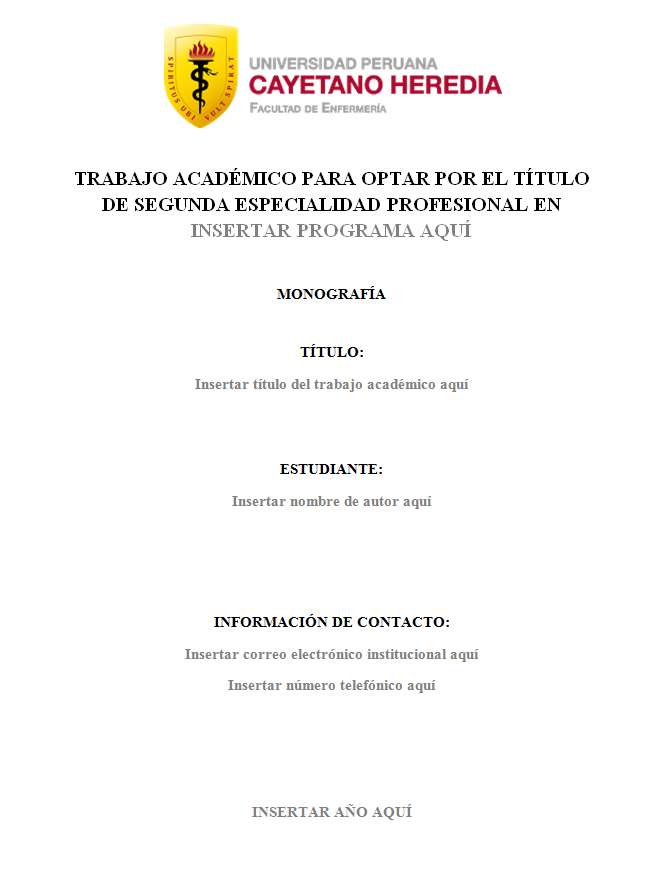 SPIRITUS UBI VULT SPIRAT
UNIVERSIDAD PERUANA
CAYETANO HEREDIA
FACULTAD DE ENFERMERÍA
TRABAJO ACADÉMICO PARA OPTAR POR EL TÍTULO
DE SEGUNDA ESPECIALIDAD PROFESIONAL EN
INSERTAR PROGRAMA AQUÍ
MONOGRAFÍA
TÍTULO:
Insertar título del trabajo académico aquí
ESTUDIANTE:
Insertar nombre de autor aquí
INFORMACIÓN DE CONTACTO:
Insertar correo electrónico institucional aquí
Insertar número telefónico aquí
INSERTAR AÑO AQUÍ